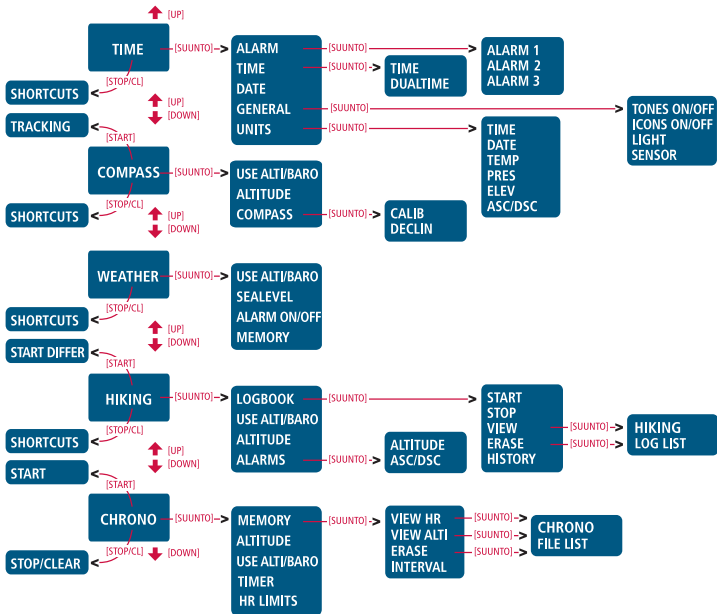 [UP]
TIME
[SUUNTO]
ALARM
TIME
DATE
GENERAL
UNITS
[SUUNTO]
ALARM 1
ALARM 2
ALARM 3
[SUUNTO]
TIME
DUALTIME
[SUUNTO]
TONES ON/OFF
ICONS ON/OFF
LIGHT
SENSOR
[SUUNTO]
TIME
DATE
TEMP
PRES
ELEV
ASC/DSC
[STOP/CL]
SHORTCUTS
[UP]
[DOWN]
TRACKING
[START]
COMPASS
[SUUNTO]
USE ALTI/BARO
ALTITUDE
COMPASS
[SUUNTO]
CALIB
DECLIN
[STOP/CL]
SHORTCUTS
[UP]
[DOWN]
WEATHER
[SUUNTO]
USE ALTI/BARO
SEALEVEL
ALARM ON/OFF
MEMORY
[STOP/CL]
SHORTCUTS
[UP]
[DOWN]
START DIFFER
[START]
HIKING
[SUUNTO]
LOGBOOK
USE ALTI/BARO
ALTITUDE
ALARMS
[SUUNTO]
START
STOP
VIEW
ERASE
HISTORY
[SUUNTO]
[SUUNTO]
HIKING
LOG LIST
[SUUNTO]
ALTITUDE
ASC/DSC
[STOP/CL]
SHORTCUTS
[UP]
[DOWN]
START
[START]
CHRONO
[SUUNTO]
MEMORY
ALTITUDE
USE ALTI/BARO
TIMER
HR LIMITS
[SUUNTO]
VIEW HR
VIEW ALTI
ERASE
INTERVAL
[SUUNTO]
[SUUNTO]
[SUUNTO]
CHRONO
FILE LIST
[STOP/CL]
[DOWN]
STOP/CLEAR